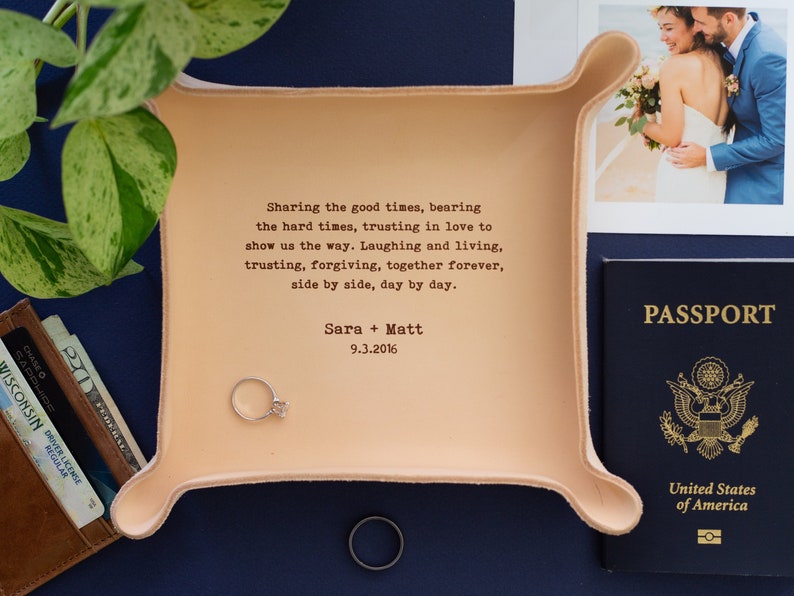 Sharing the good times, bearing
the hard times, trusting in love to
show us the way. Laughing and living,
trusting, forgiving, together forever,
side by side, day by day.
Sara + Matt
9.3.2016
PASSPORT
United States
of America
CHASE
SAPPHIRE
WISCONSIN
DRIVER LICENSE
REGULAR